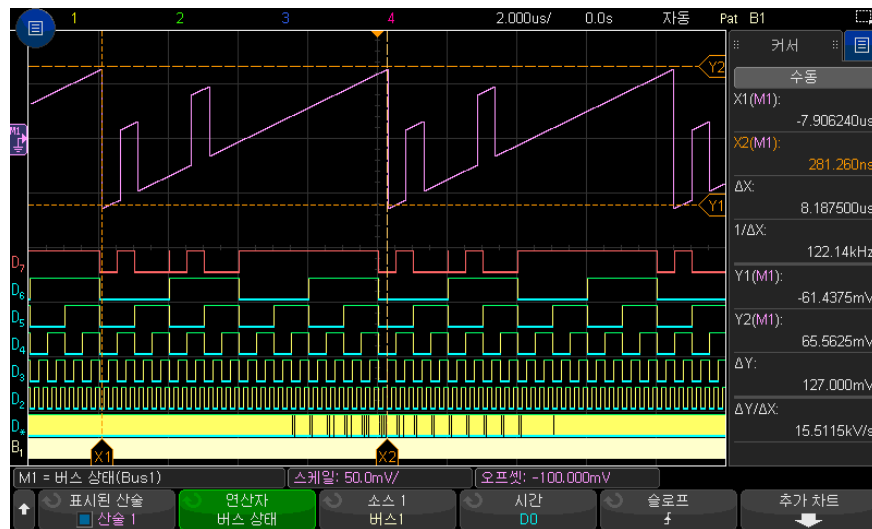 1 2 3 4 2.000us/ 0.0s 자동 Pat B1
커서
수동
X1(M1):
-7.906240us
X2(M1):
281.260ns
ΔX:
8.187500us
1/ΔX:
122.14kHz
Y1(M1):
-61.4375mV
Y2(M1):
65.5625mV
ΔY:
127.000mV
ΔY/ΔX:
15.5115kV/s
Y2
M1
Y1
D7
D6
D5
D4
D3
D2
D*
B1
X1 X2
M1 = 버스 상태(Bus1) 스케일: 50.0mV/ 오프셋: -100.000mV
표시된 산술 연산자 소스 1 시간 슬로프 추가 차트
산술 1 버스 상태 버스1 D0